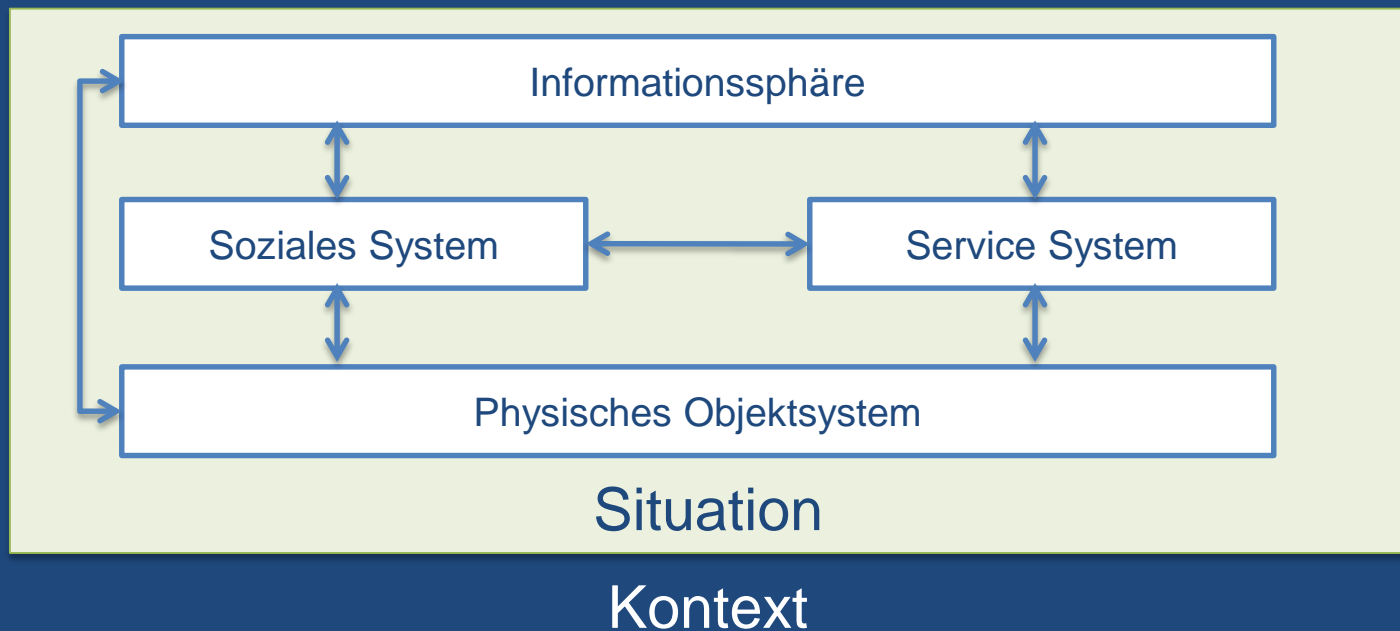 Informationssphäre
Soziales System
Service System
Physisches Objektsystem
Situation
Kontext